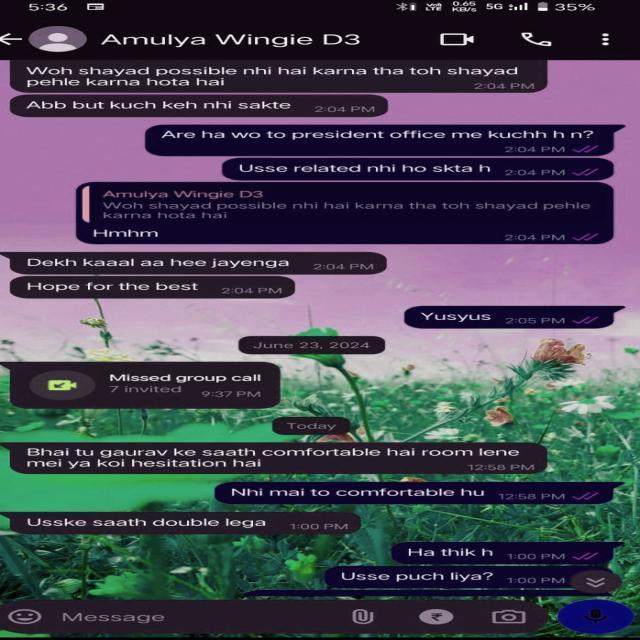 5:36
VoD
LTE
0.65
KB/S
5G
35%
Amulya Wingie D3
Woh shayad possible nhi hai karna tha toh shayad
pehle karna hota hai
2:04 PM
Abb but kuch keh nhi sakte 2:04 PM
Are ha wo to president office me kuchh h n?
2:04 PM
Usse related nhi ho skta h 2:04 PM
Amulya Wingie D3
Woh shayad possible nhi hai karna tha toh shayad pehle
karna hota hai
Hmhm
2:04 PM
Dekh kaaal aa hee jayenga 2:04 PM
Hope for the best 2:04 PM
Yusyus 2:05 PM
June 23, 2024
Missed group call
7 invited 9:37 PM
Today
Bhai tu gaurav ke saath comfortable hai room lene
mei ya koi hesitation hai 12:58 PM
Nhi mai to comfortable hu 12:58 PM
Usske saath double lega 1:00 PM
Ha thik h 1:00 PM
Usse puch liya? 1:00 PM
Message
₹